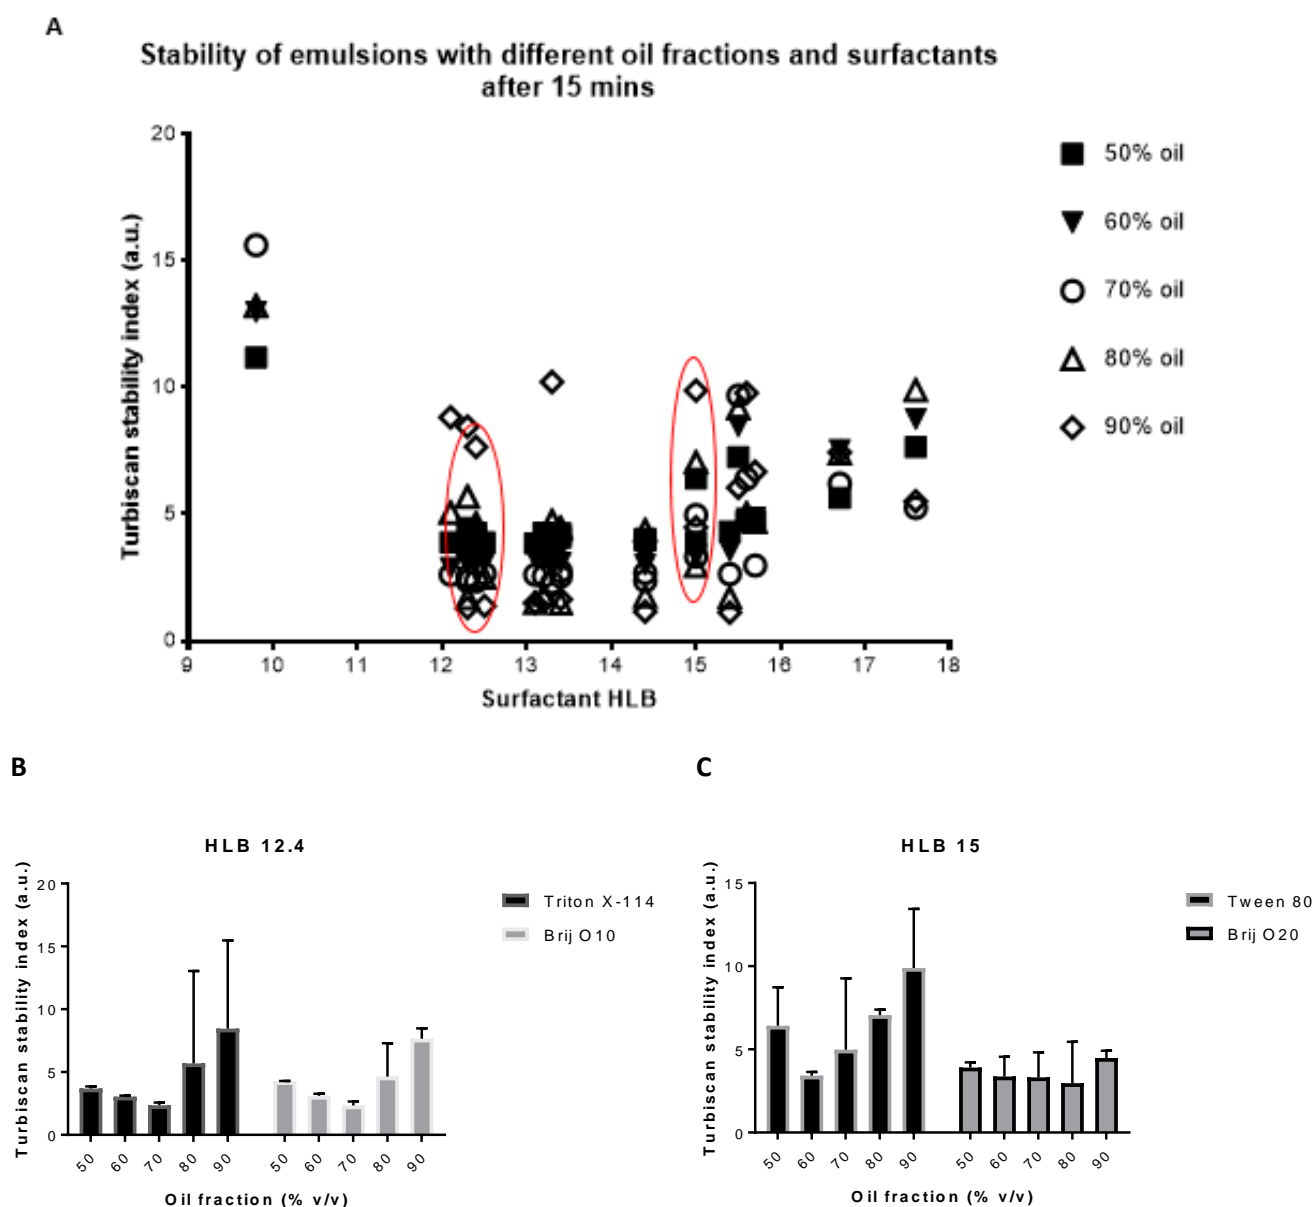 A
Stability of emulsions with different oil fractions and surfactants
after 15 mins
Turbiscan stability index (a.u.)
20
15
10
5
0
9 10 11 12 13 14 15 16 17 18
Surfactant HLB
50% oil
60% oil
70% oil
80% oil
90% oil
B
HLB 12.4
Turbiscan stability index (a.u.)
20
15
10
5
0
50 60 70 80 90 50 60 70 80 90
Oil fraction (% v/v)
Triton X-114
Brij O10
C
HLB 15
Turbiscan stability index (a.u.)
15
10
5
0
50 60 70 80 90 50 60 70 80 90
Oil fraction (% v/v)
Tween 80
Brij O20